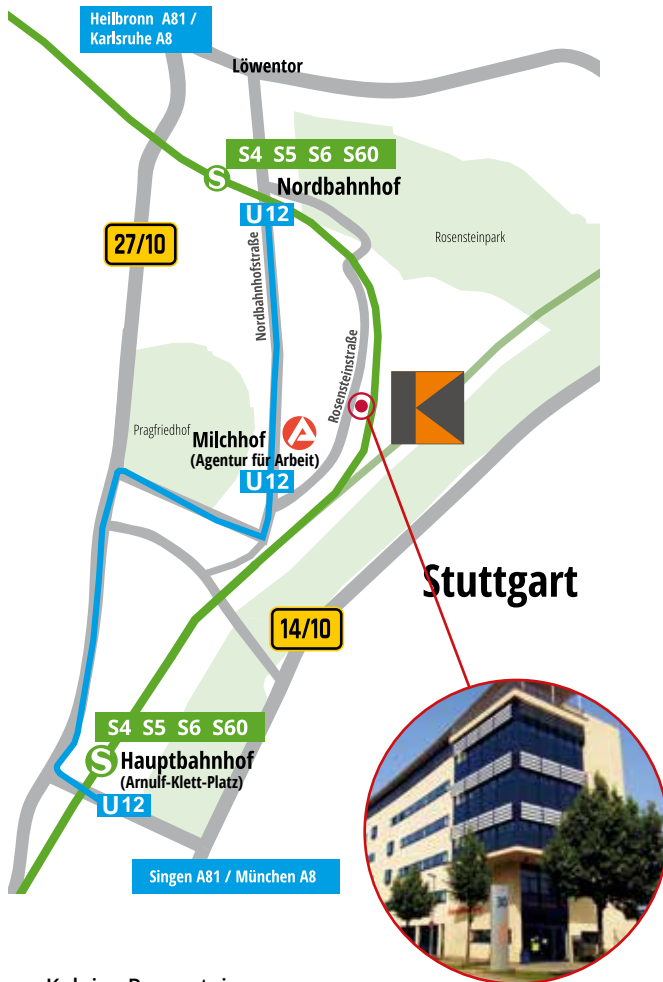 Heilbronn A81 /
Karlsruhe A8
Löwentor
S4 S5 S6 S60
S
Nordbahnhof
U12
27/10
Nordbahnhofstraße
Rosensteinpark
Rosensteinstraße
Pragfriedhof
Milchhof
(Agentur für Arbeit)
U12
Stuttgart
14/10
S4 S5 S6 S60
S
Hauptbahnhof
(Arnulf-Klett-Platz)
U12
Singen A81 / München A8
30